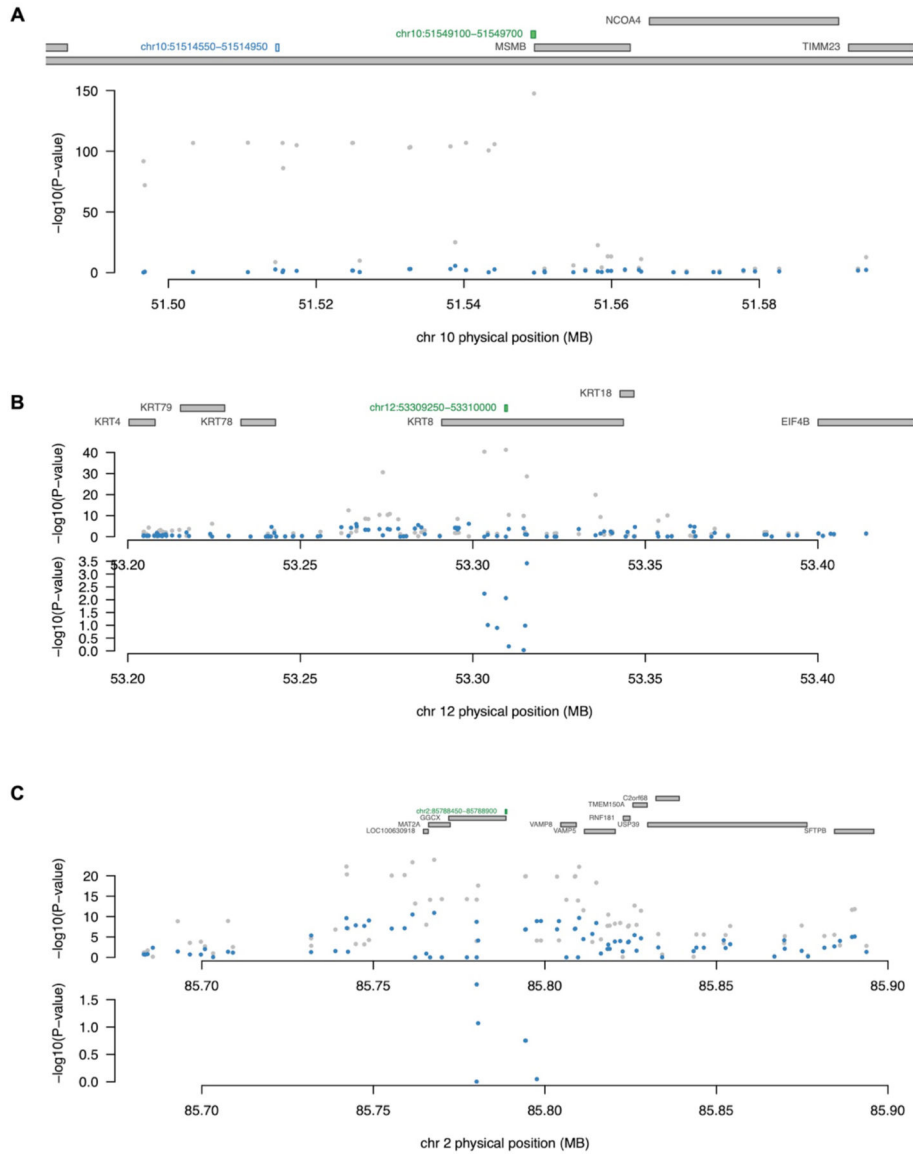 A
NCOA4
chr10:51514550−51514950 chr10:51549100−51549700
MSMB TIMM23
150
100
50
0
−log10(P−value)
51.50 51.52 51.54 51.56 51.58
chr 10 physical position (MB)
B
KRT18
KRT79 chr12:53309250−53310000
KRT4 KRT78 KRT8 EIF4B
40
30
20
10
0
−log10(P−value)
53.20 53.25 53.30 53.35 53.40
3.5
3.0
2.5
2.0
1.5
1.0
0.5
0.0
−log10(P−value)
53.20 53.25 53.30 53.35 53.40
chr 12 physical position (MB)
C
C2orf68
chr2:85788450−85788900 TMEM150A
GGCX RNF181
MAT2A VAMP8 USP39
LOC100630918 VAMP5 SFTPB
20
15
10
5
0
−log10(P−value)
85.70 85.75 85.80 85.85 85.90
1.5
1.0
0.5
0.0
−log10(P−value)
85.70 85.75 85.80 85.85 85.90
chr 2 physical position (MB)